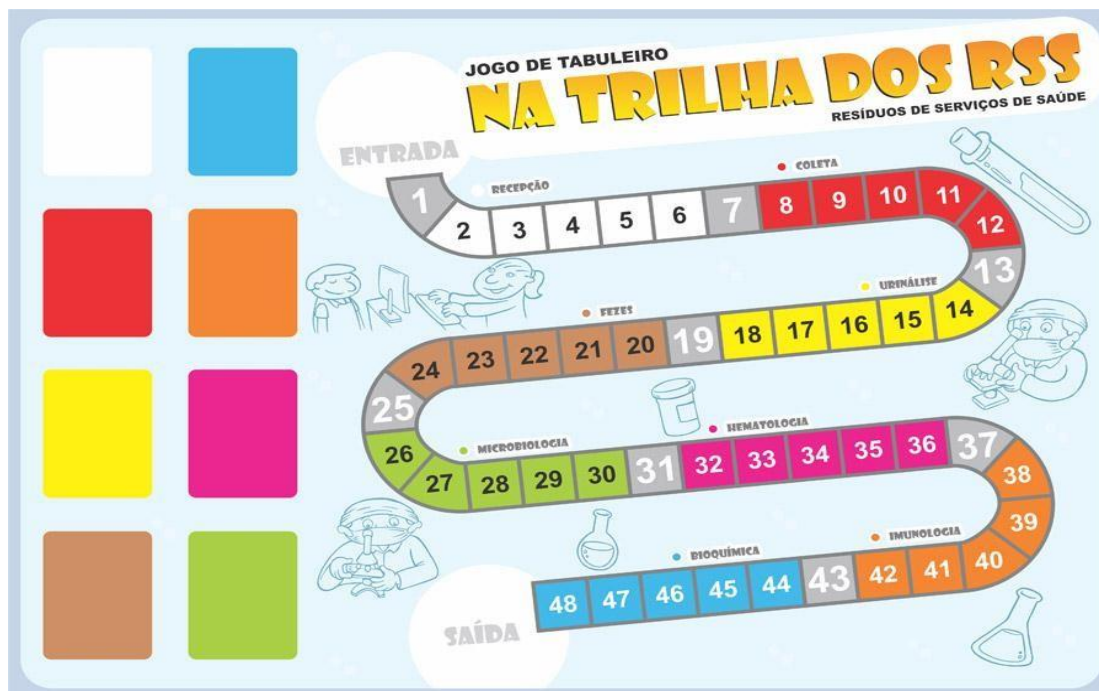 JOGO DE TABULEIRO
NA TRILHA DOS RSS
RESÍDUOS DE SERVIÇOS DE SAÚDE
ENTRADA
COLETA
RECEPÇÃO
1 2 3 4 5 6 7 8 9 10 11 12
13
URINÁLISE
FEZES
24 23 22 21 20 19 18 17 16 15 14
25
HEMATOLOGIA
MICROBIOLOGIA
26 27 28 29 30 31 32 33 34 35 36 37
38
39
IMUNOLOGIA
BIOQUÍMICA
48 47 46 45 44 43 42 41 40
SAÍDA